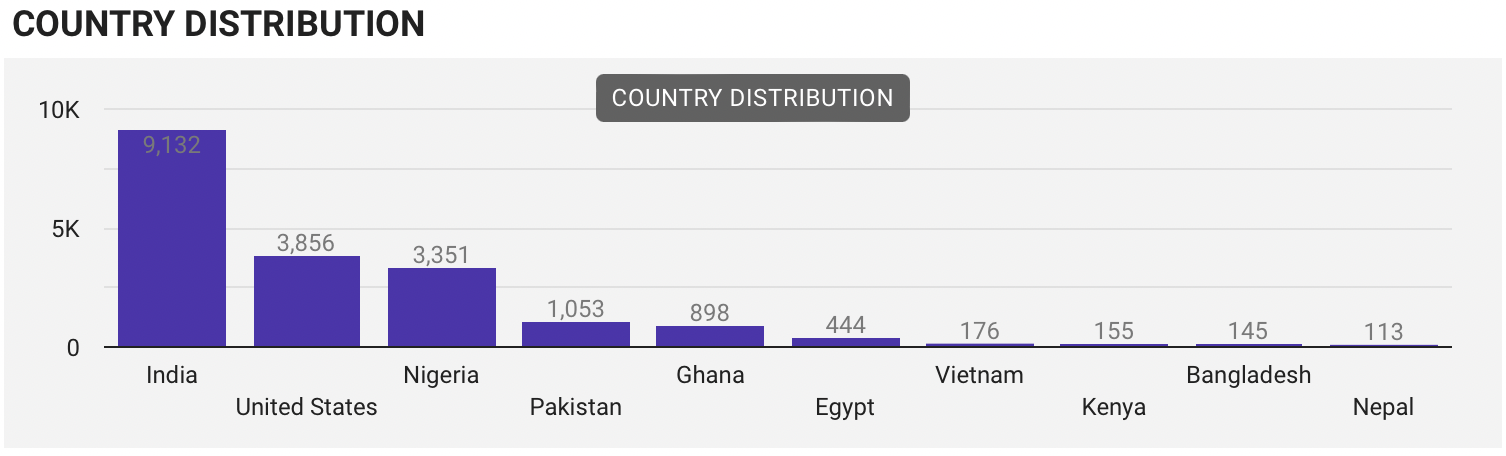 COUNTRY DISTRIBUTION
COUNTRY DISTRIBUTION
10K
9,132
5K
3,856
3,351
1,053
898
444
176
155
145
113
0
India
Nigeria
Ghana
Vietnam
Bangladesh
United States
Pakistan
Egypt
Kenya
Nepal